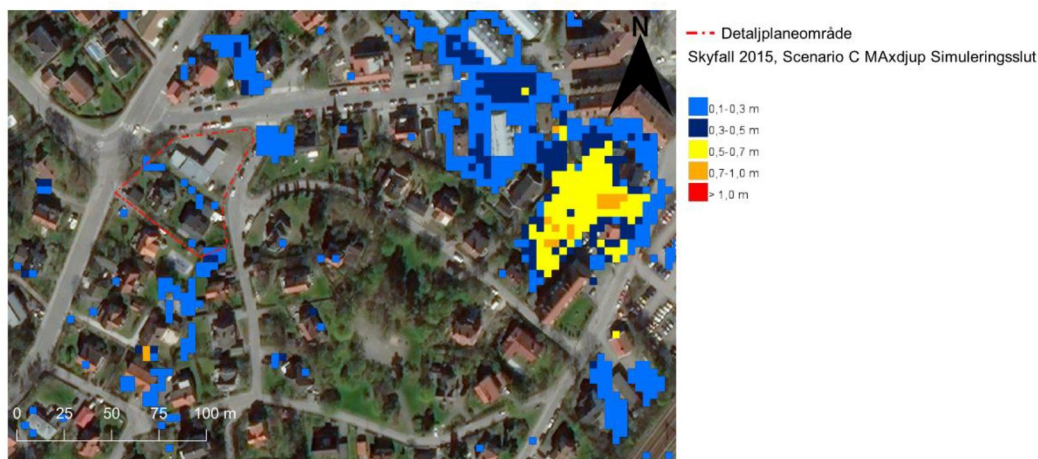 N
Detaljplaneområde
Skyfall 2015, Scenario C MAxdjup Simuleringsslut
0,1-0,3 m
0,3-0,5 m
0,5-0,7 m
0,7-1,0 m
> 1,0 m
0 25 50 75 100 m